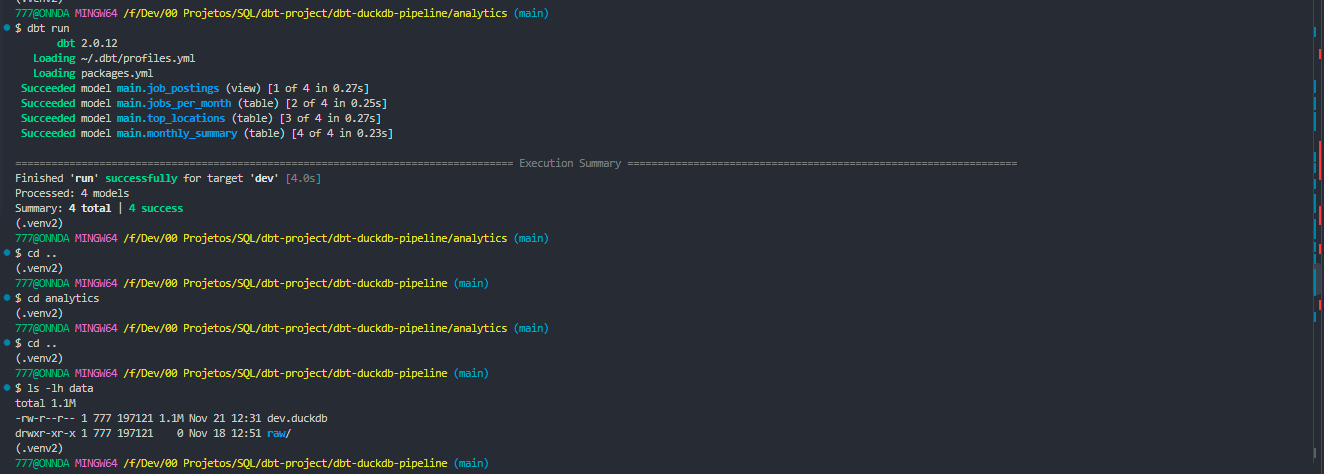 777@ONNDA MINGW64 /f/Dev/00 Projetos/SQL/dbt-project/dbt-duckdb-pipeline/analytics (main)
$ dbt run
dbt 2.0.12
Loading ~/.dbt/profiles.yml
Loading packages.yml
Succeeded model main.job_postings (view) [1 of 4 in 0.27s]
Succeeded model main.jobs_per_month (table) [2 of 4 in 0.25s]
Succeeded model main.top_locations (table) [3 of 4 in 0.27s]
Succeeded model main.monthly_summary (table) [4 of 4 in 0.23s]
=================================================================================== Execution Summary =================================================================
Finished 'run' successfully for target 'dev' [4.0s]
Processed: 4 models
Summary: 4 total | 4 success
(.venv2)
777@ONNDA MINGW64 /f/Dev/00 Projetos/SQL/dbt-project/dbt-duckdb-pipeline/analytics (main)
$ cd ..
(.venv2)
777@ONNDA MINGW64 /f/Dev/00 Projetos/SQL/dbt-project/dbt-duckdb-pipeline (main)
$ cd analytics
(.venv2)
777@ONNDA MINGW64 /f/Dev/00 Projetos/SQL/dbt-project/dbt-duckdb-pipeline/analytics (main)
$ cd ..
(.venv2)
777@ONNDA MINGW64 /f/Dev/00 Projetos/SQL/dbt-project/dbt-duckdb-pipeline (main)
$ ls -lh data
total 1.1M
-rw-r--r-- 1 777 197121 1.1M Nov 21 12:31 dev.duckdb
drwxr-xr-x 1 777 197121    0 Nov 18 12:51 raw/
(.venv2)
777@ONNDA MINGW64 /f/Dev/00 Projetos/SQL/dbt-project/dbt-duckdb-pipeline (main)